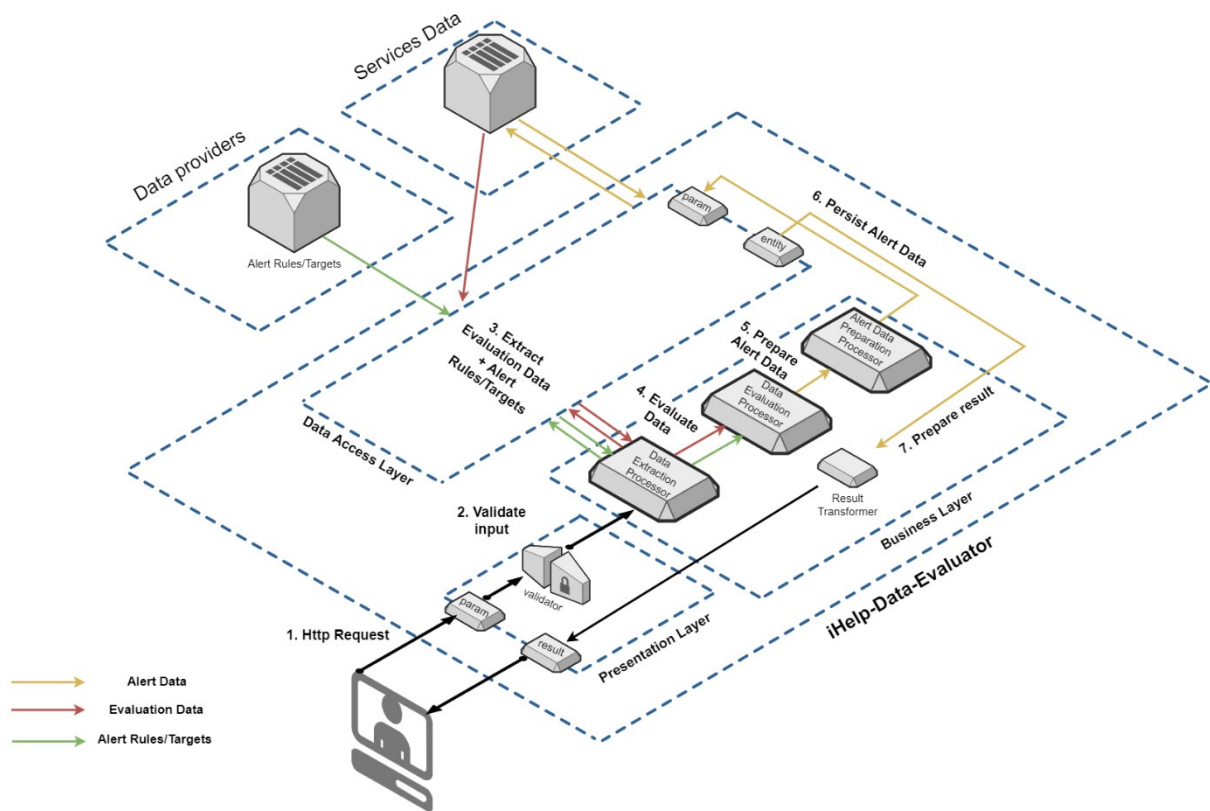 Services Data
Data providers
Alert Rules/Targets
param
entity
6. Persist Alert Data
3. Extract
Evaluation Data
+ Alert
Rules/Targets
Data Access Layer
5. Prepare
Alert Data
Alert Data
Preparation
Processor
4. Evaluate
Data
Data
Evaluation
Processor
Data
Extraction
Processor
7. Prepare result
Result
Transformer
Business Layer
iHelp-Data-Evaluator
2. Validate
input
validator
param
1. Http Request
result
Presentation Layer
Alert Data
Evaluation Data
Alert Rules/Targets